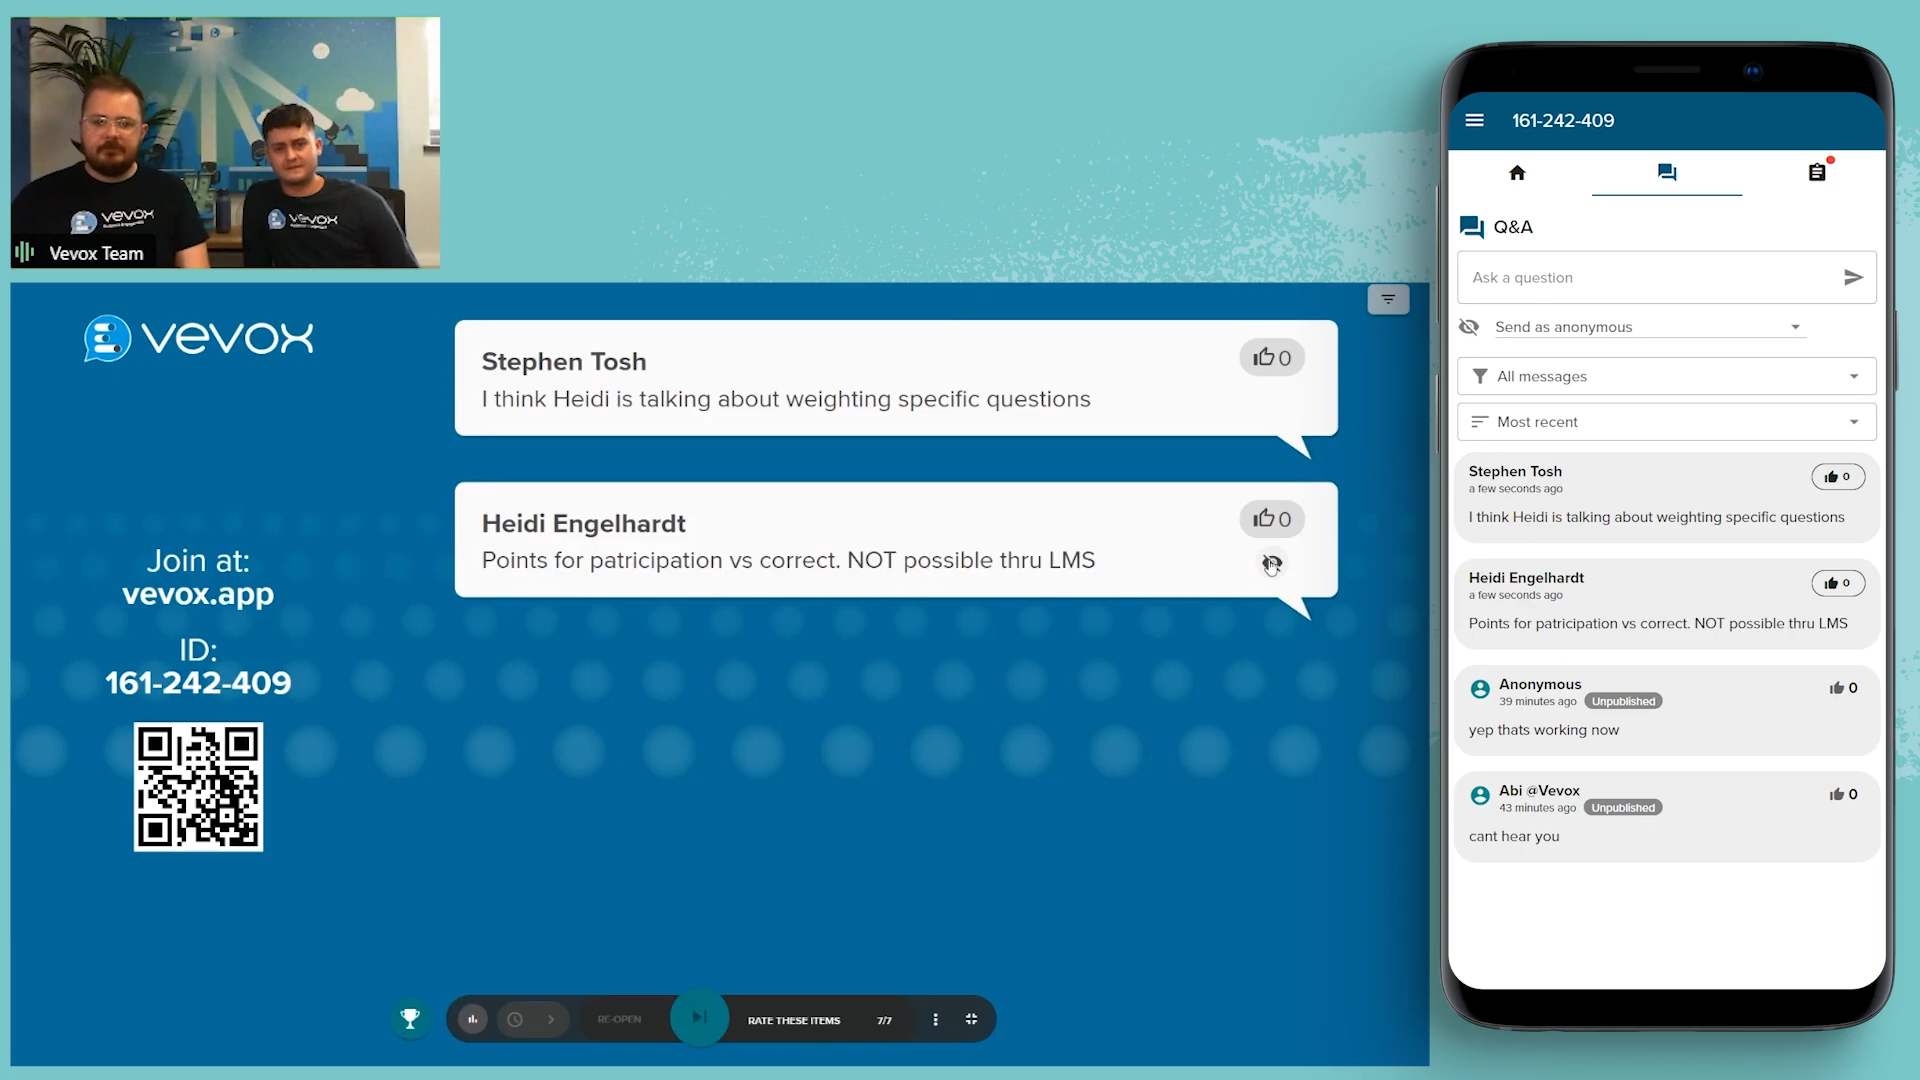 vevox
vevox
Vevox Team
vevox
Stephen Tosh
0
I think Heidi is talking about weighting specific questions
Heidi Engelhardt
0
Points for patricipation vs correct. NOT possible thru LMS
Join at:
vevox.app
ID:
161-242-409
RE-OPEN
RATE THESE ITEMS
7/7
161-242-409
Q&A
Ask a question
Send as anonymous
All messages
Most recent
Stephen Tosh
0
a few seconds ago
I think Heidi is talking about weighting specific questions
Heidi Engelhardt
0
a few seconds ago
Points for patricipation vs correct. NOT possible thru LMS
Anonymous
0
39 minutes ago Unpublished
yep thats working now
Abi @Vevox
0
43 minutes ago Unpublished
cant hear you